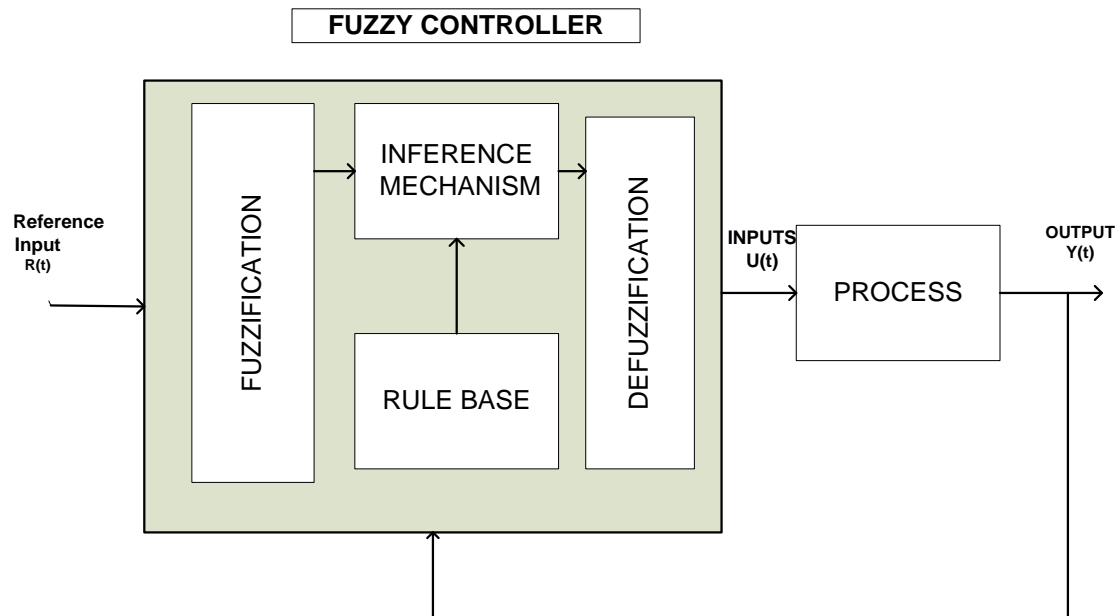 FUZZY CONTROLLER
Reference
Input
R(t)
FUZZIFICATION
INFERENCE
MECHANISM
RULE BASE
DEFUZZIFICATION
INPUTS
U(t)
PROCESS
OUTPUT
Y(t)